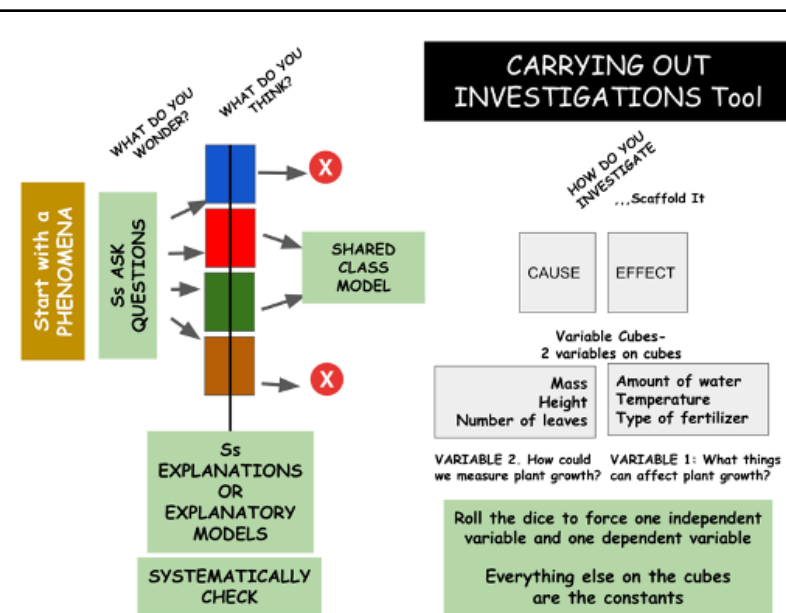 WHAT DO YOU
WONDER?
WHAT DO YOU
THINK?
Start with a
PHENOMENA
Ss ASK
QUESTIONS
X
SHARED
CLASS
MODEL
X
Ss
EXPLANATIONS
OR
EXPLANATORY
MODELS
SYSTEMATICALLY
CHECK
CARRYING OUT
INVESTIGATIONS Tool
HOW DO YOU
INVESTIGATE
,,,Scaffold It
CAUSE
EFFECT
Variable Cubes-
2 variables on cubes
Mass
Height
Number of leaves
Amount of water
Temperature
Type of fertilizer
VARIABLE 2. How could
we measure plant growth?
VARIABLE 1: What things
can affect plant growth?
Roll the dice to force one independent
variable and one dependent variable
Everything else on the cubes
are the constants